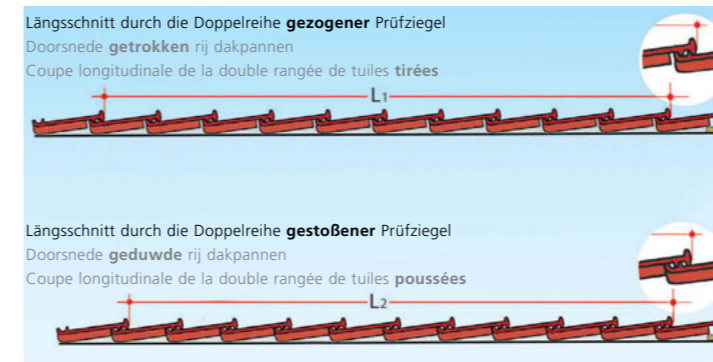 Längsschnitt durch die Doppelreihe gezogener Prüfziegel
Doorsnede getrokken rij dakpannen
Coupe longitudinale de la double rangée de tuiles tirées
L1
Längsschnitt durch die Doppelreihe gestoßener Prüfziegel
Doorsnede geduwde rij dakpannen
Coupe longitudinale de la double rangée de tuiles poussées
L2